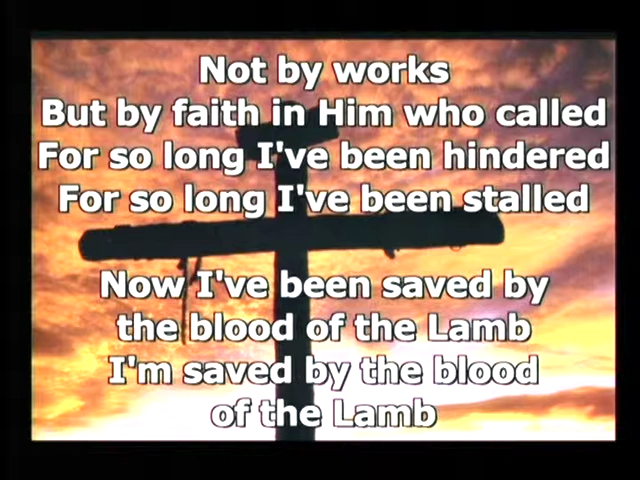 Not by works
But by faith in Him who called
For so long I've been hindered
For so long I've been stalled
Now I've been saved by
the blood of the Lamb
I'm saved by the blood
of the Lamb